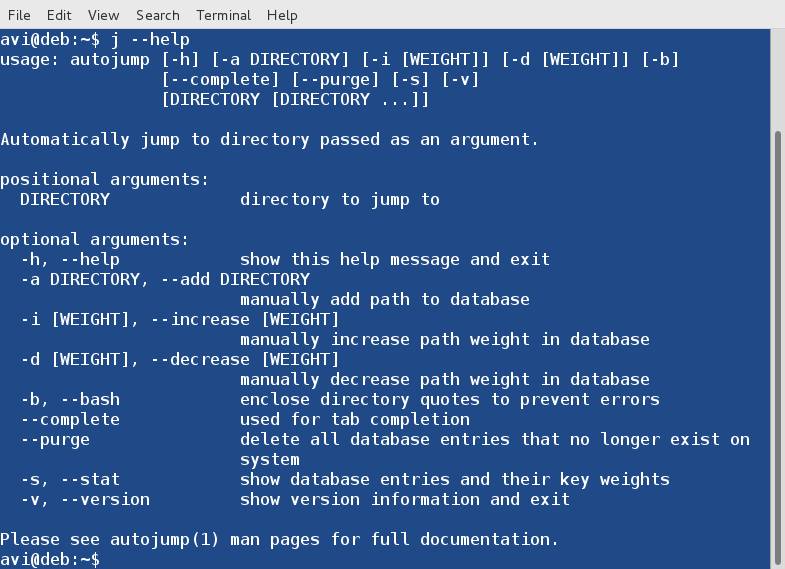 File Edit View Search Terminal Help
avi@deb:~$ j --help
usage: autojump [-h] [-a DIRECTORY] [-i [WEIGHT]] [-d [WEIGHT]] [-b]
                [--complete] [--purge] [-s] [-v]
                [DIRECTORY [DIRECTORY ...]]

Automatically jump to directory passed as an argument.

positional arguments:
  DIRECTORY             directory to jump to

optional arguments:
  -h, --help            show this help message and exit
  -a DIRECTORY, --add DIRECTORY
                        manually add path to database
  -i [WEIGHT], --increase [WEIGHT]
                        manually increase path weight in database
  -d [WEIGHT], --decrease [WEIGHT]
                        manually decrease path weight in database
  -b, --bash            enclose directory quotes to prevent errors
  --complete            used for tab completion
  --purge               delete all database entries that no longer exist on
                        system
  -s, --stat            show database entries and their key weights
  -v, --version         show version information and exit

Please see autojump(1) man pages for full documentation.
avi@deb:~$